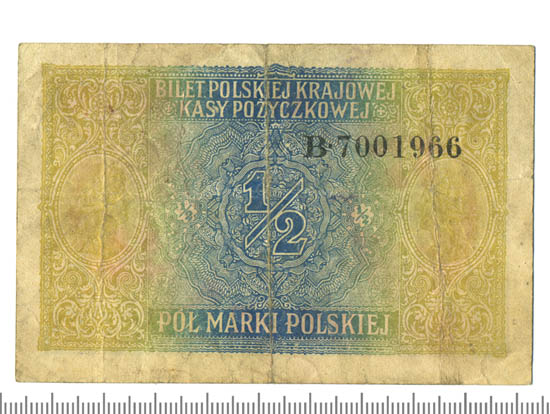 BILET POLSKIEJ KRAJOWEJ
KASY POŻYCZKOWEJ
B·7001966
1/2
PÓŁ MARKI POLSKIEJ